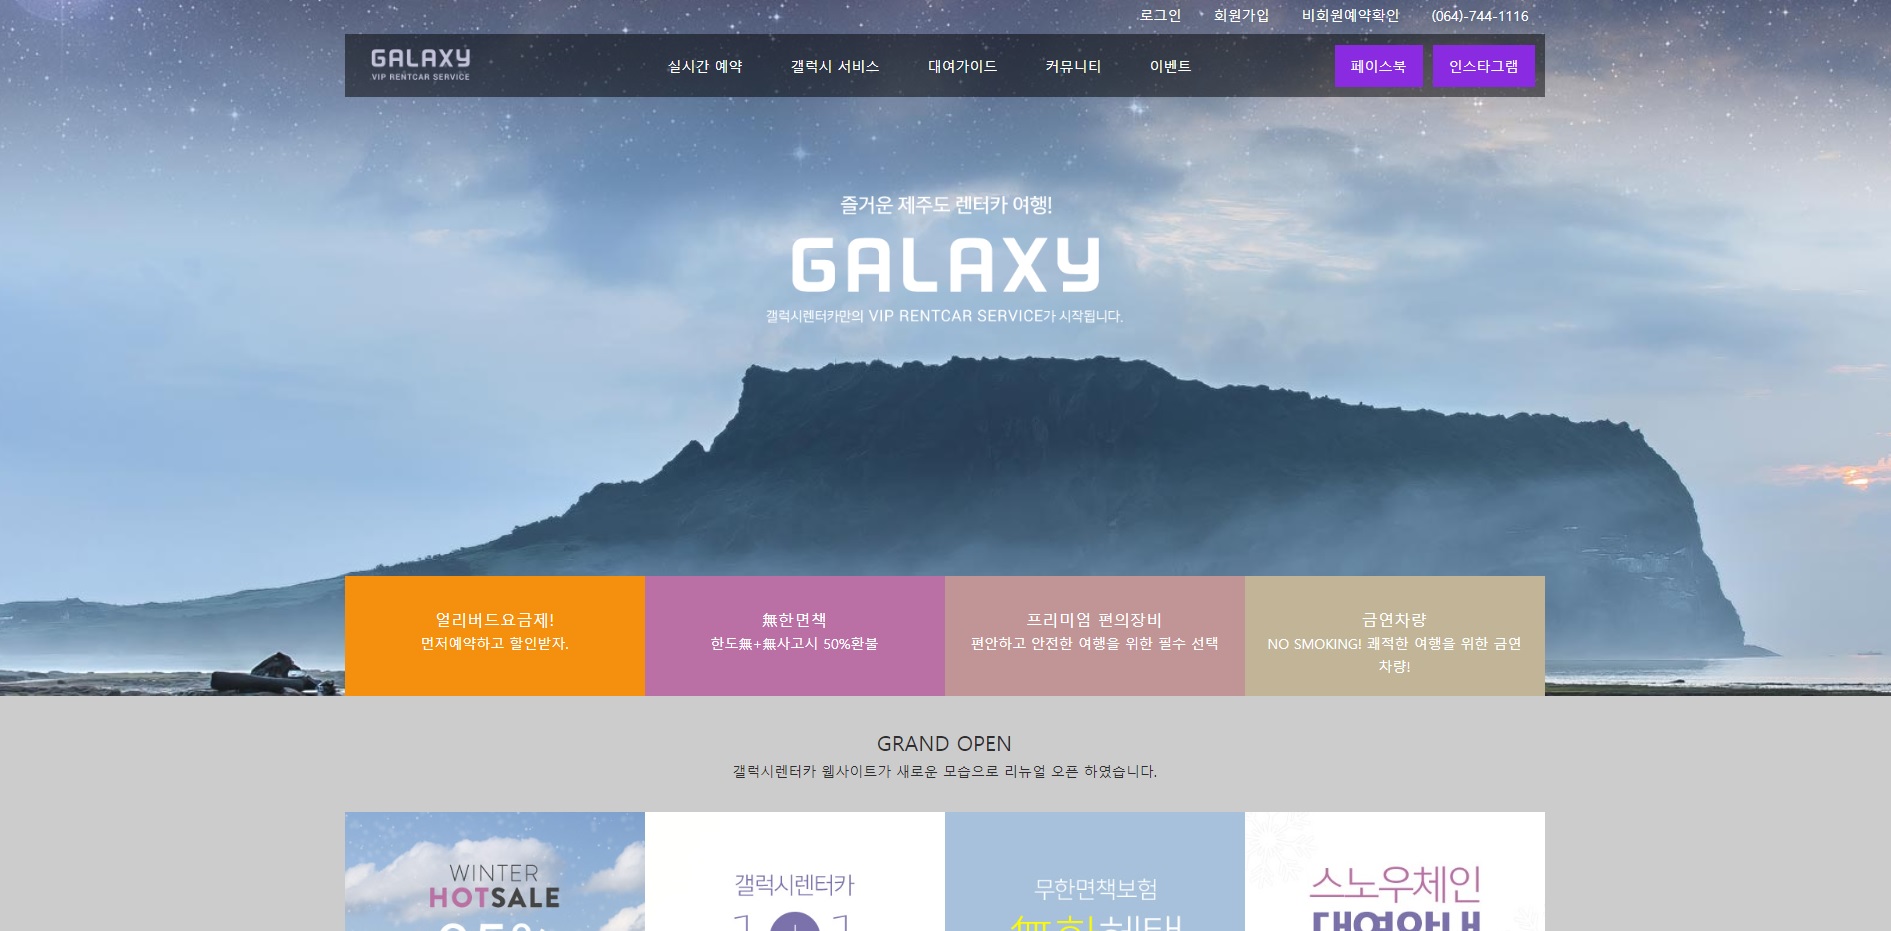 로그인 회원가입 비회원예약확인 (064)-744-1116
GALAXY
VIP RENTCAR SERVICE
실시간 예약 갤럭시 서비스 대여가이드 커뮤니티 이벤트 페이스북 인스타그램
즐거운 제주도 렌터카 여행!
GALAXY
갤럭시렌터카만의 VIP RENTCAR SERVICE가 시작됩니다.
얼리버드요금제!
먼저예약하고 할인받자.
無한면책
한도無+無사고시 50%환불
프리미엄 편의장비
편안하고 안전한 여행을 위한 필수 선택
금연차량
NO SMOKING! 쾌적한 여행을 위한 금연
차량!
GRAND OPEN
갤럭시렌터카 웹사이트가 새로운 모습으로 리뉴얼 오픈 하였습니다.
WINTER
HOTSALE
갤럭시렌터카
1+1
무한면책보험
無한혜택
스노우체인
대여안내